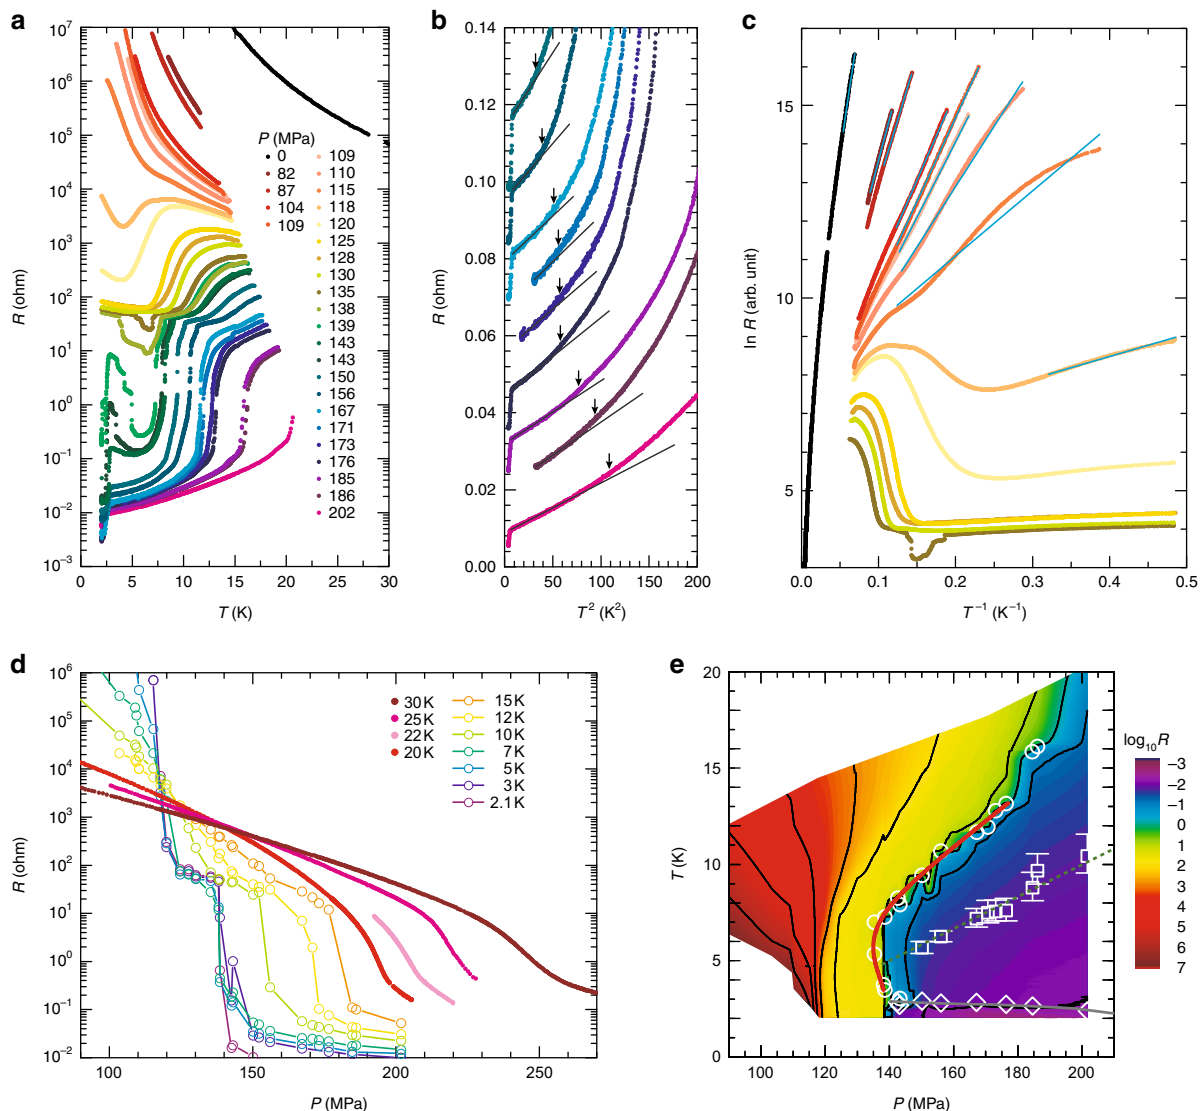 a
10^7
10^6
10^5
10^4
10^3
10^2
10^1
10^0
10^−1
10^−2
10^−3
R (ohm)
0 5 10 15 20 25 30
T (K)
P (MPa)
0
82
87
104
109
109
110
115
118
120
125
128
130
135
138
139
143
143
150
156
167
171
173
176
185
186
202
b
0.14
0.12
0.10
0.08
0.06
0.04
0.02
0.00
R (ohm)
0 50 100 150 200
T^2 (K^2)
c
15
10
5
ln R (arb. unit)
0.0 0.1 0.2 0.3 0.4 0.5
T^−1 (K^−1)
d
10^6
10^5
10^4
10^3
10^2
10^1
10^0
10^−1
10^−2
R (ohm)
100 150 200 250
P (MPa)
30 K
25 K
22 K
20 K
15 K
12 K
10 K
7 K
5 K
3 K
2.1 K
e
20
15
10
5
0
T (K)
100 120 140 160 180 200
P (MPa)
log10R
−3
−2
−1
0
1
2
3
4
5
6
7